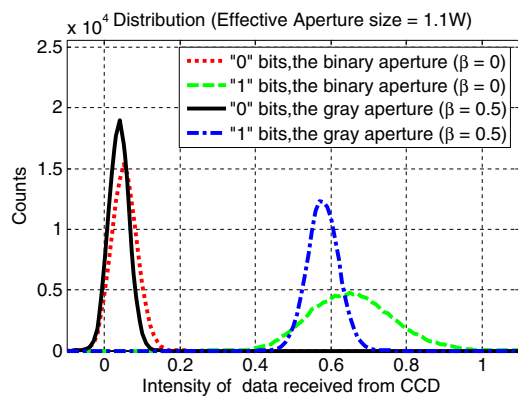 x 10⁴ Distribution (Effective Aperture size = 1.1W)
2.5
2
1.5
1
0.5
0
Counts
"0" bits,the binary aperture (β = 0)
"1" bits,the binary aperture (β = 0)
"0" bits,the gray aperture (β = 0.5)
"1" bits,the gray aperture (β = 0.5)
0 0.2 0.4 0.6 0.8 1
Intensity of data received from CCD